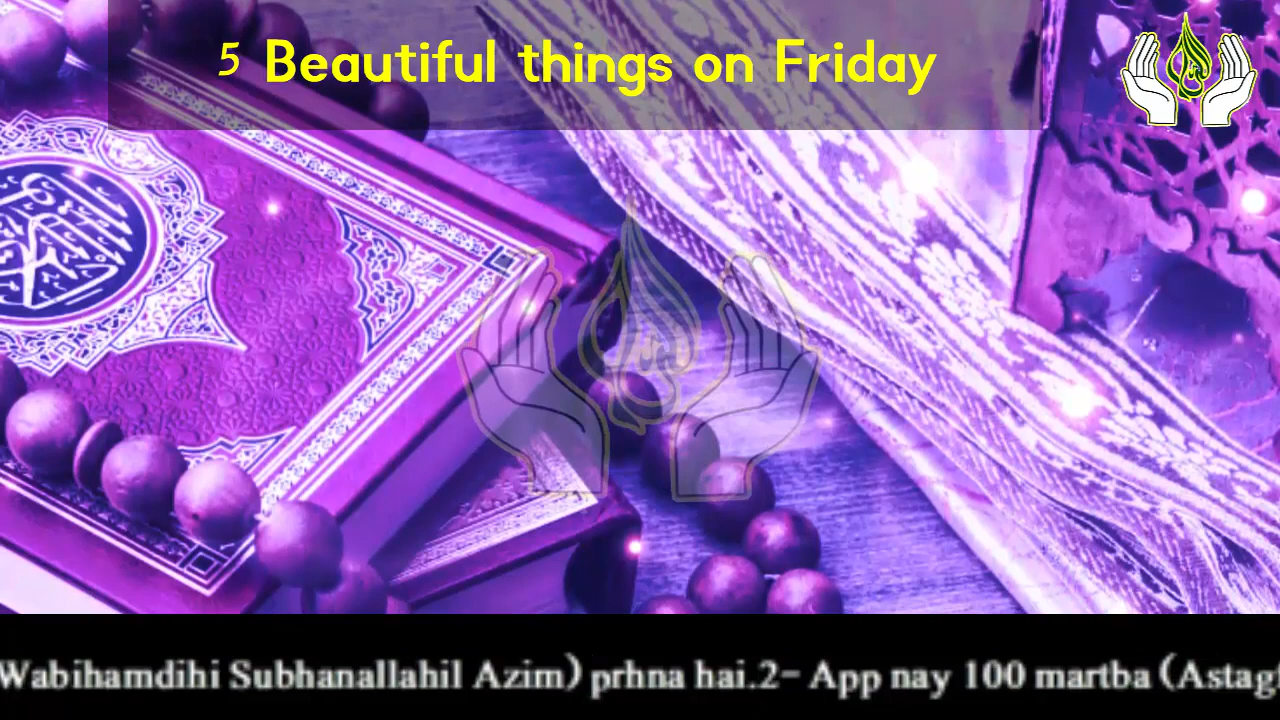 5 Beautiful things on Friday
Wabihamdihi Subhanallahil Azim) prhna hai.2- App nay 100 martba (Astag